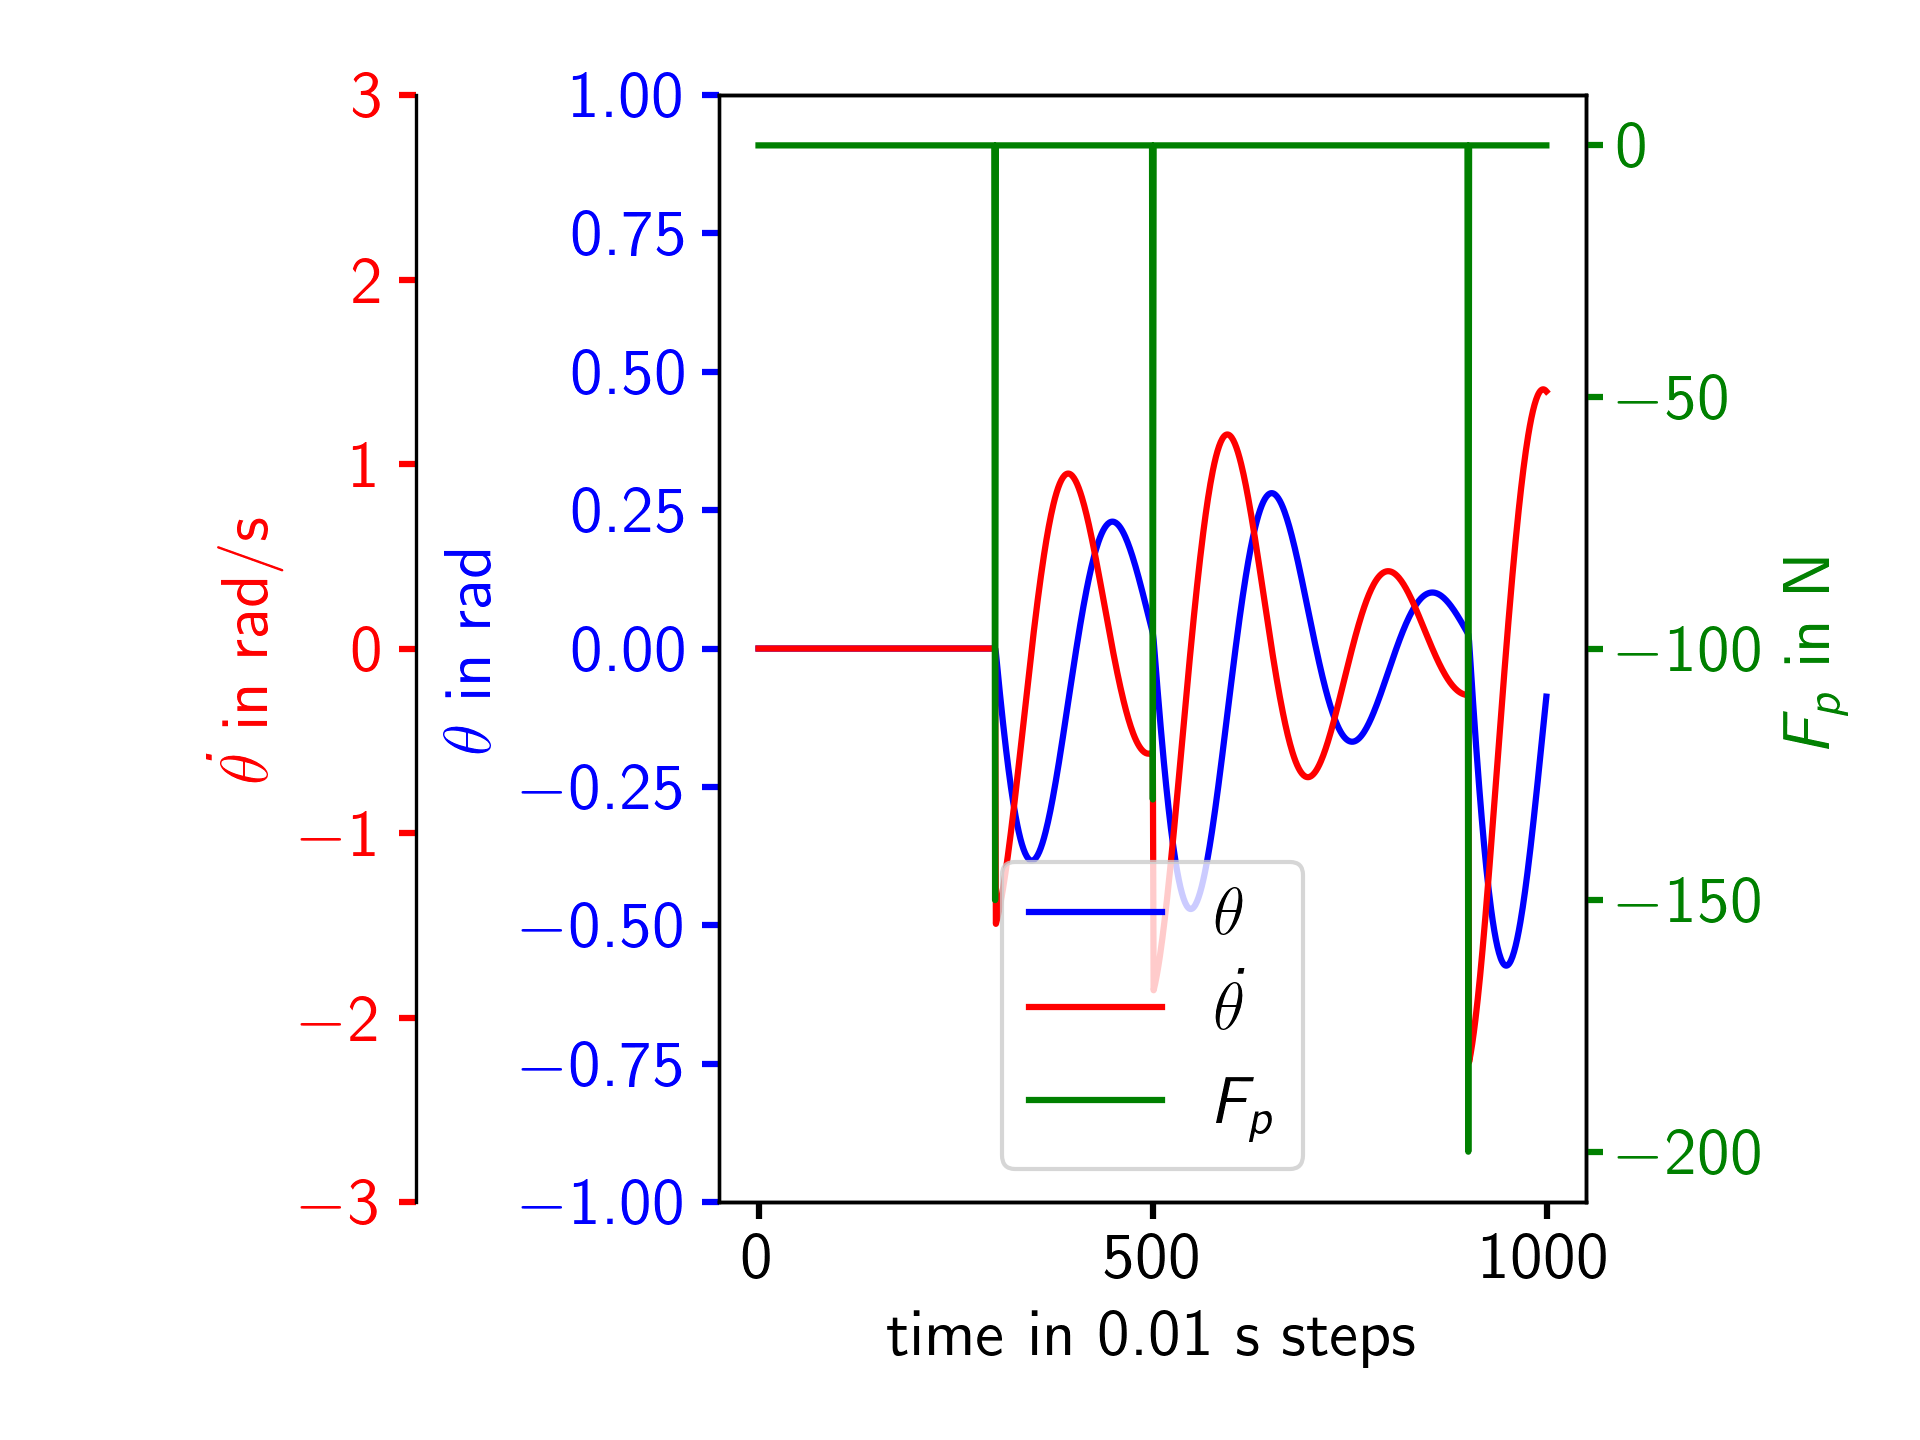 3
2
1
0
−1
−2
−3
θ̇ in rad/s
1.00
0.75
0.50
0.25
0.00
−0.25
−0.50
−0.75
−1.00
θ in rad
0
−50
−100
−150
−200
F_p in N
θ
θ̇
F_p
0 500 1000
time in 0.01 s steps